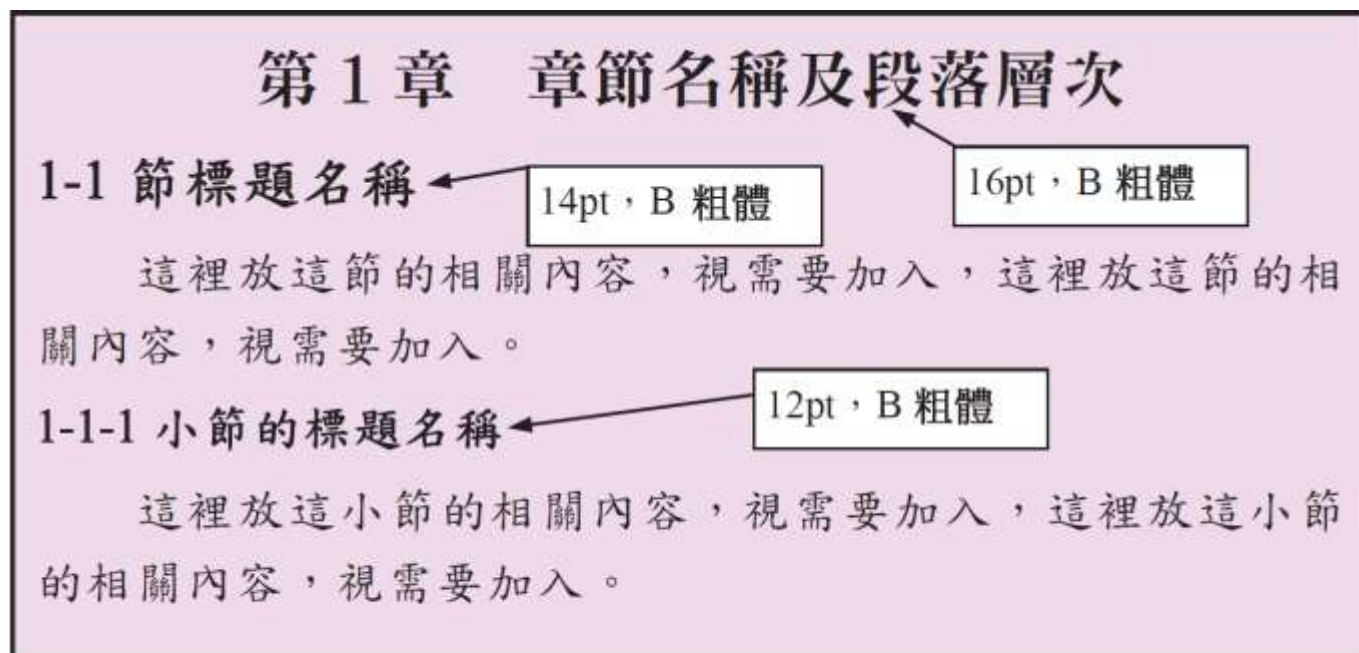 第 1 章　章節名稱及段落層次
1-1 節標題名稱
14pt，B 粗體
16pt，B 粗體
這裡放這節的相關內容，視需要加入，這裡放這節的相
關內容，視需要加入。
12pt，B 粗體
1-1-1 小節的標題名稱
這裡放這小節的相關內容，視需要加入，這裡放這小節
的相關內容，視需要加入。